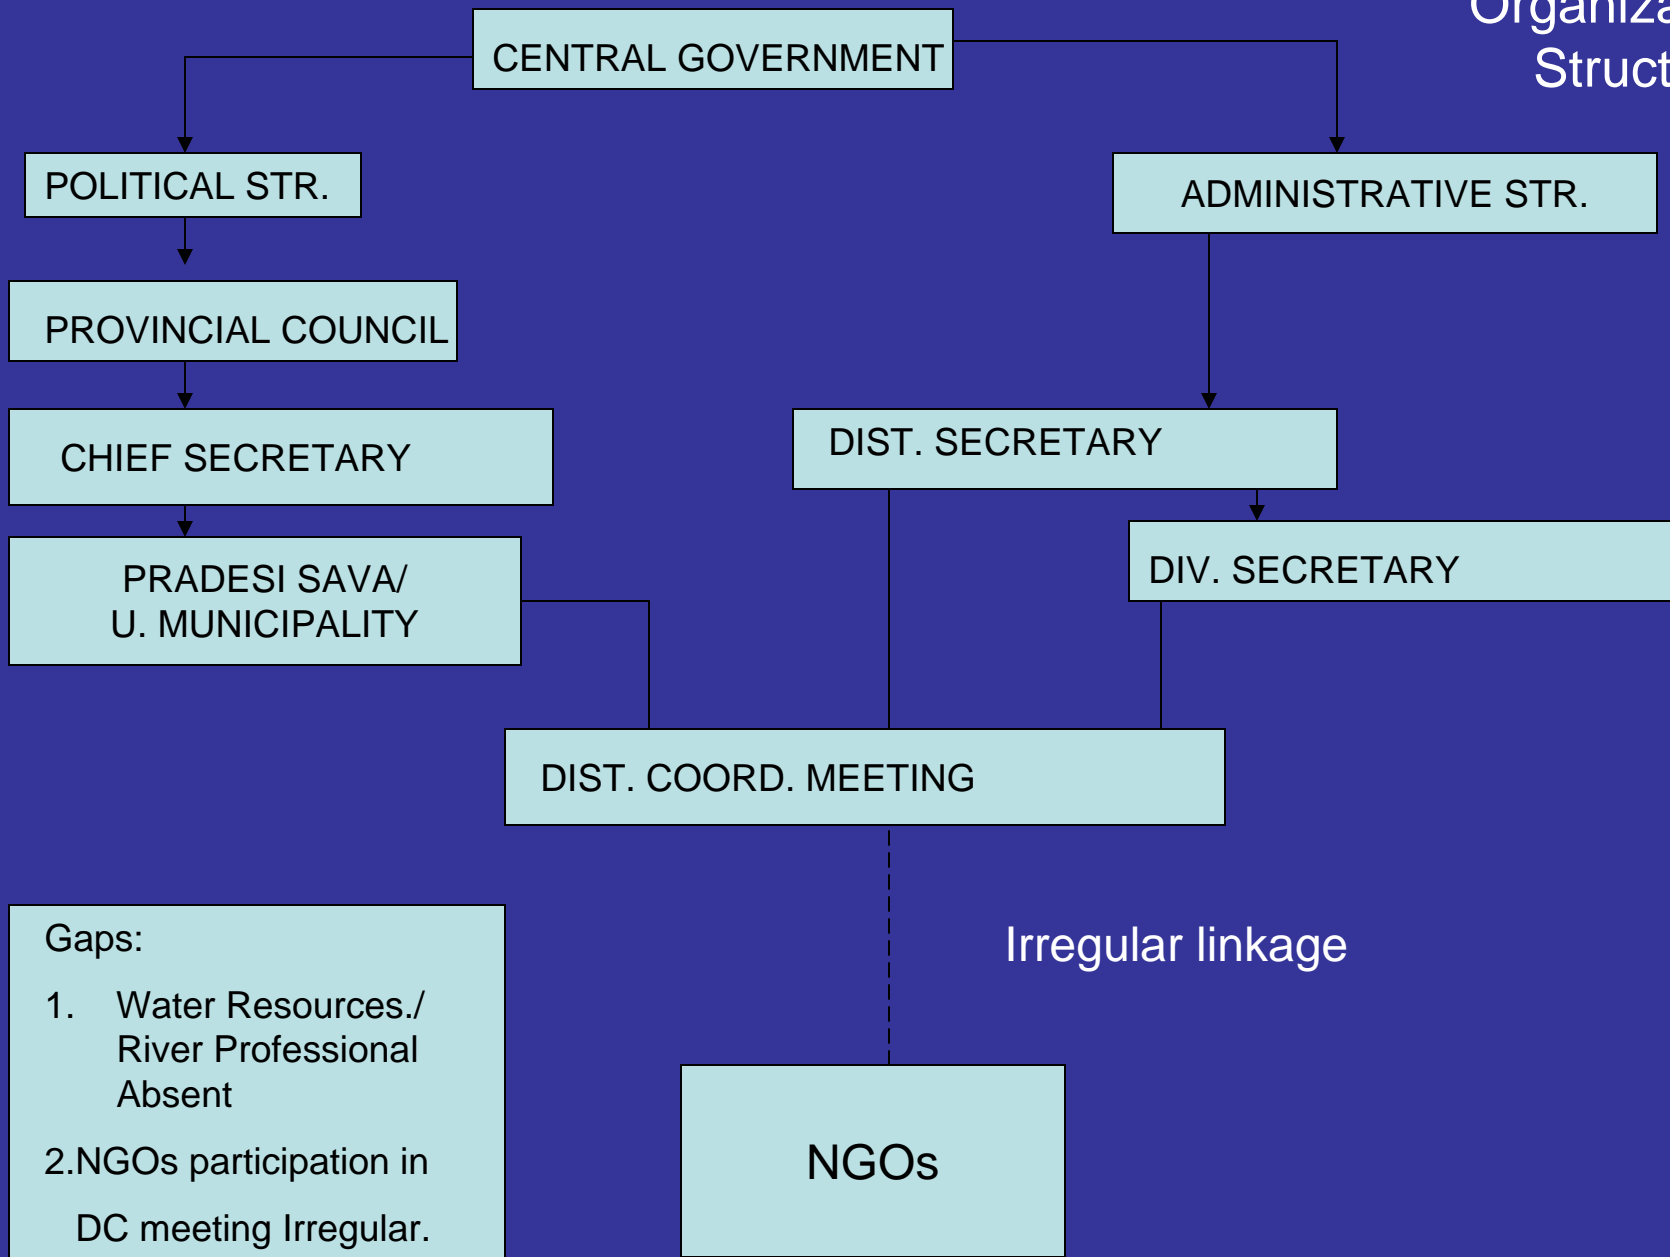 Organiza
Struct
CENTRAL GOVERNMENT
POLITICAL STR.
ADMINISTRATIVE STR.
PROVINCIAL COUNCIL
CHIEF SECRETARY
DIST. SECRETARY
PRADESI SAVA/
U. MUNICIPALITY
DIV. SECRETARY
DIST. COORD. MEETING
Irregular linkage
Gaps:
1. Water Resources./
River Professional
Absent
2.NGOs participation in
DC meeting Irregular.
NGOs